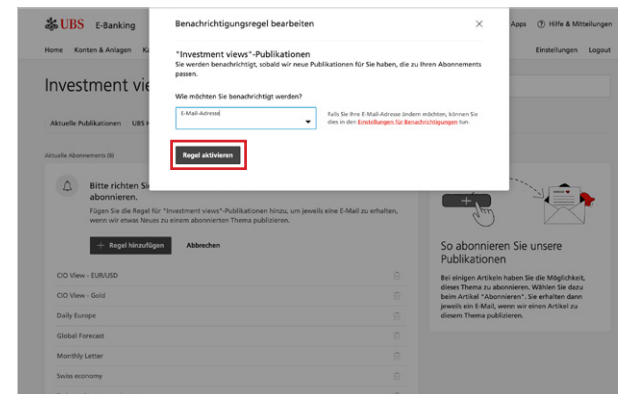 UBS E-Banking
Apps Hilfe & Mitteilungen
Home Konten & Anlagen
Einstellungen Logout
Benachrichtigungsregel bearbeiten
"Investment views"-Publikationen
Sie werden benachrichtigt, sobald wir neue Publikationen für Sie haben, die zu Ihren Abonnements
passen.
Wie möchten Sie benachrichtigt werden?
E-Mail-Adresse
Falls Sie Ihre E-Mail-Adresse ändern möchten, können Sie
dies in den Einstellungen für Benachrichtigungen tun.
Regel aktivieren
Investment vie
Aktuelle Publikationen UBS
Aktuelle Abonnements (8)
Bitte richten Si
abonnieren.
Fügen Sie die Regel für "Investment views"-Publikationen hinzu, um jeweils eine E-Mail zu erhalten,
wenn wir etwas Neues zu einem abonnierten Thema publizieren.
+ Regel hinzufügen Abbrechen
CIO View - EUR/USD
CIO View - Gold
Daily Europe
Global Forecast
Monthly Letter
Swiss economy
So abonnieren Sie unsere
Publikationen
Bei einigen Artikeln haben Sie die Möglichkeit,
dieses Thema zu abonnieren. Wählen Sie dazu
beim Artikel "Abonnieren". Sie erhalten dann
jeweils ein E-Mail, wenn wir einen Artikel zu
diesem Thema publizieren.